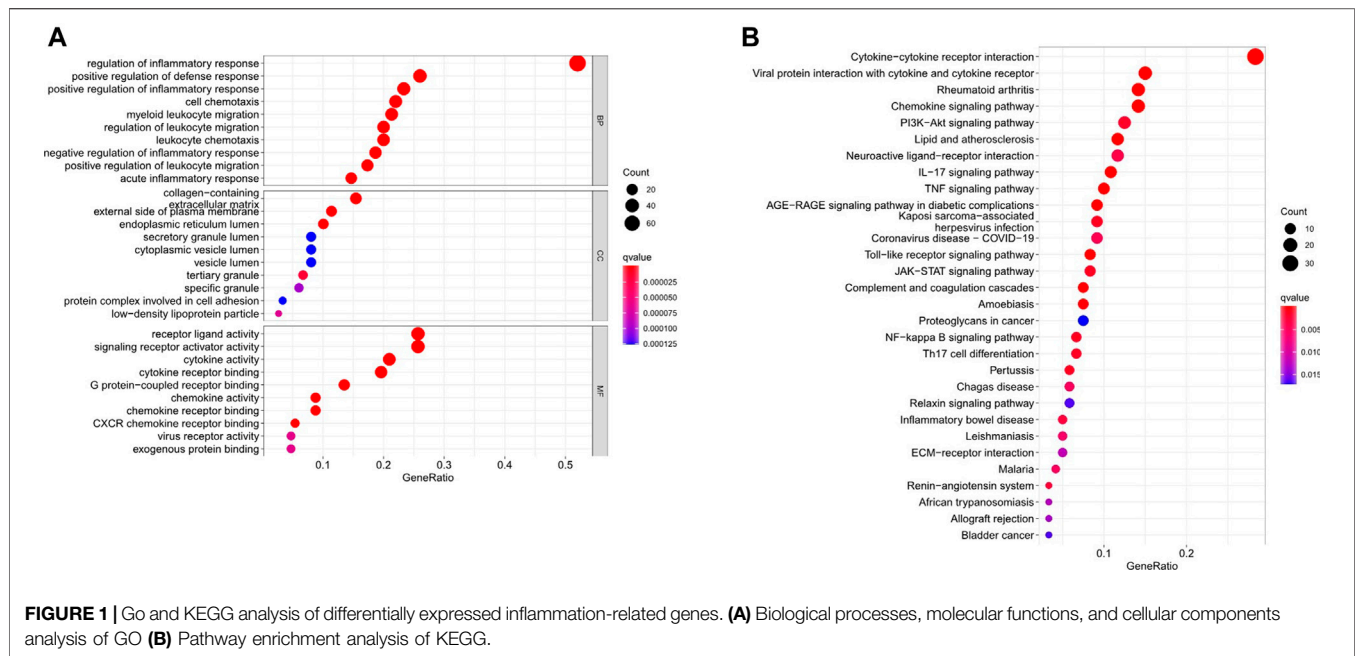 A
regulation of inflammatory response
positive regulation of defense response
positive regulation of inflammatory response
cell chemotaxis
myeloid leukocyte migration
regulation of leukocyte migration
leukocyte chemotaxis
negative regulation of inflammatory response
positive regulation of leukocyte migration
acute inflammatory response
BP
collagen−containing
extracellular matrix
external side of plasma membrane
endoplasmic reticulum lumen
secretory granule lumen
cytoplasmic vesicle lumen
vesicle lumen
tertiary granule
specific granule
protein complex involved in cell adhesion
low−density lipoprotein particle
CC
receptor ligand activity
signaling receptor activator activity
cytokine activity
cytokine receptor binding
G protein−coupled receptor binding
chemokine activity
chemokine receptor binding
CXCR chemokine receptor binding
virus receptor activity
exogenous protein binding
MF
0.1 0.2 0.3 0.4 0.5
GeneRatio
Count
20
40
60
qvalue
0.000025
0.000050
0.000075
0.000100
0.000125
B
Cytokine−cytokine receptor interaction
Viral protein interaction with cytokine and cytokine receptor
Rheumatoid arthritis
Chemokine signaling pathway
PI3K−Akt signaling pathway
Lipid and atherosclerosis
Neuroactive ligand−receptor interaction
IL−17 signaling pathway
TNF signaling pathway
AGE−RAGE signaling pathway in diabetic complications
Kaposi sarcoma−associated
herpesvirus infection
Coronavirus disease − COVID−19
Toll−like receptor signaling pathway
JAK−STAT signaling pathway
Complement and coagulation cascades
Amoebiasis
Proteoglycans in cancer
NF−kappa B signaling pathway
Th17 cell differentiation
Pertussis
Chagas disease
Relaxin signaling pathway
Inflammatory bowel disease
Leishmaniasis
ECM−receptor interaction
Malaria
Renin−angiotensin system
African trypanosomiasis
Allograft rejection
Bladder cancer
0.1 0.2
GeneRatio
Count
10
20
30
qvalue
0.005
0.010
0.015
FIGURE 1 | Go and KEGG analysis of differentially expressed inflammation-related genes. (A) Biological processes, molecular functions, and cellular components
analysis of GO (B) Pathway enrichment analysis of KEGG.